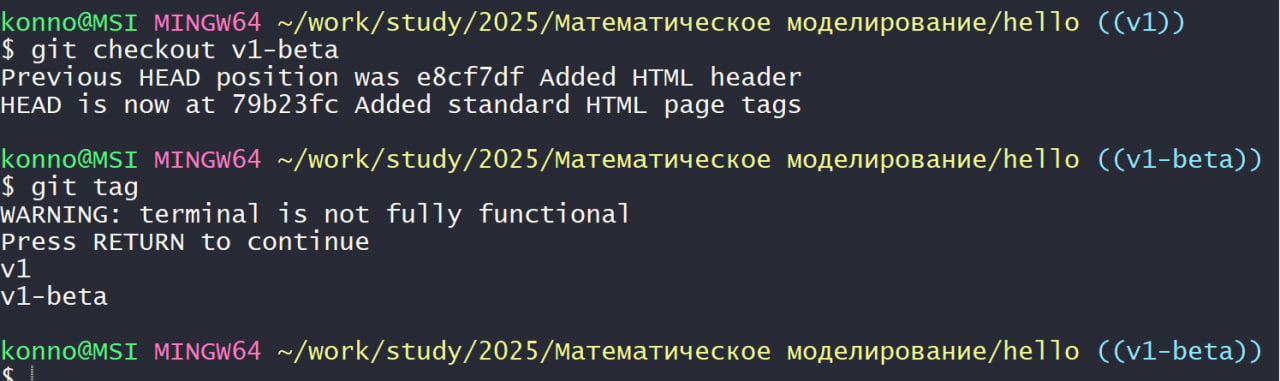 konno@MSI MINGW64 ~/work/study/2025/Математическое моделирование/hello ((v1))
$ git checkout v1-beta
Previous HEAD position was e8cf7df Added HTML header
HEAD is now at 79b23fc Added standard HTML page tags
konno@MSI MINGW64 ~/work/study/2025/Математическое моделирование/hello ((v1-beta))
$ git tag
WARNING: terminal is not fully functional
Press RETURN to continue
v1
v1-beta
konno@MSI MINGW64 ~/work/study/2025/Математическое моделирование/hello ((v1-beta))
$